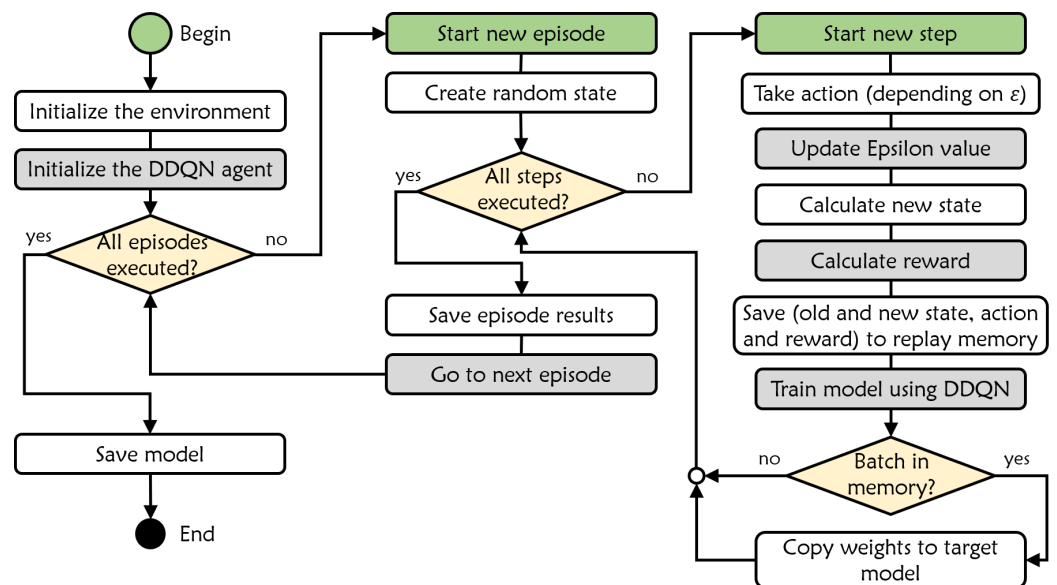 Begin
Initialize the environment
Initialize the DDQN agent
All episodes
executed?
yes
no
Save model
End
Start new episode
Create random state
All steps
executed?
yes
no
Save episode results
Go to next episode
Start new step
Take action (depending on ε)
Update Epsilon value
Calculate new state
Calculate reward
Save (old and new state, action
and reward) to replay memory
Train model using DDQN
Batch in
memory?
no
yes
Copy weights to target
model